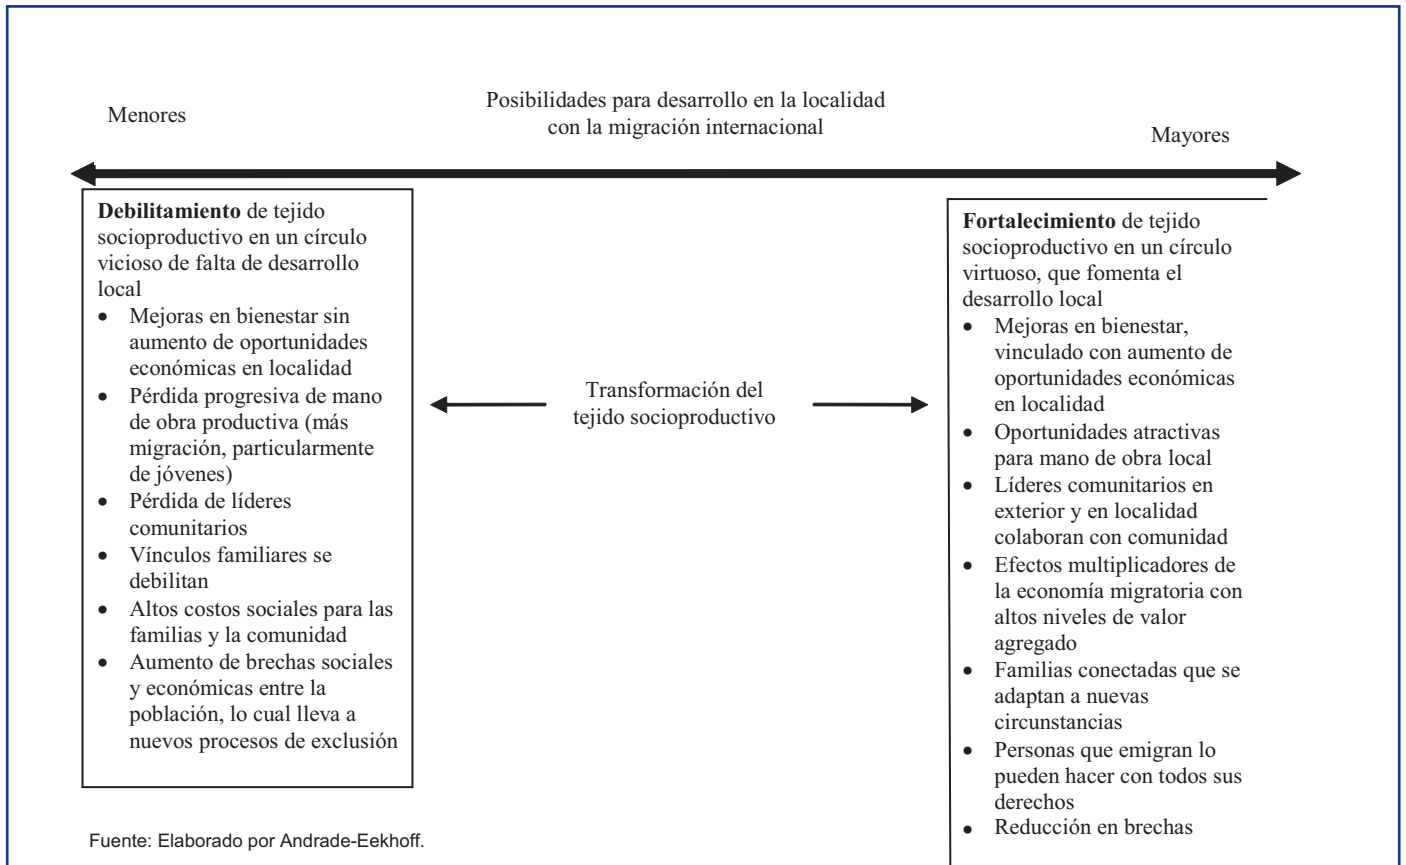 Posibilidades para desarrollo en la localidad
con la migración internacional
Menores
Mayores
Debilitamiento de tejido
socioproductivo en un círculo
vicioso de falta de desarrollo
local
• Mejoras en bienestar sin
aumento de oportunidades
económicas en localidad
• Pérdida progresiva de mano
de obra productiva (más
migración, particularmente
de jóvenes)
• Pérdida de líderes
comunitarios
• Vínculos familiares se
debilitan
• Altos costos sociales para las
familias y la comunidad
• Aumento de brechas sociales
y económicas entre la
población, lo cual lleva a
nuevos procesos de exclusión
Transformación del
tejido socioproductivo
Fortalecimiento de tejido
socioproductivo en un círculo
virtuoso, que fomenta el
desarrollo local
• Mejoras en bienestar,
vinculado con aumento de
oportunidades económicas
en localidad
• Oportunidades atractivas
para mano de obra local
• Líderes comunitarios en
exterior y en localidad
colaboran con comunidad
• Efectos multiplicadores de
la economía migratoria con
altos niveles de valor
agregado
• Familias conectadas que se
adaptan a nuevas
circunstancias
• Personas que emigran lo
pueden hacer con todos sus
derechos
• Reducción en brechas
Fuente: Elaborado por Andrade-Eekhoff.